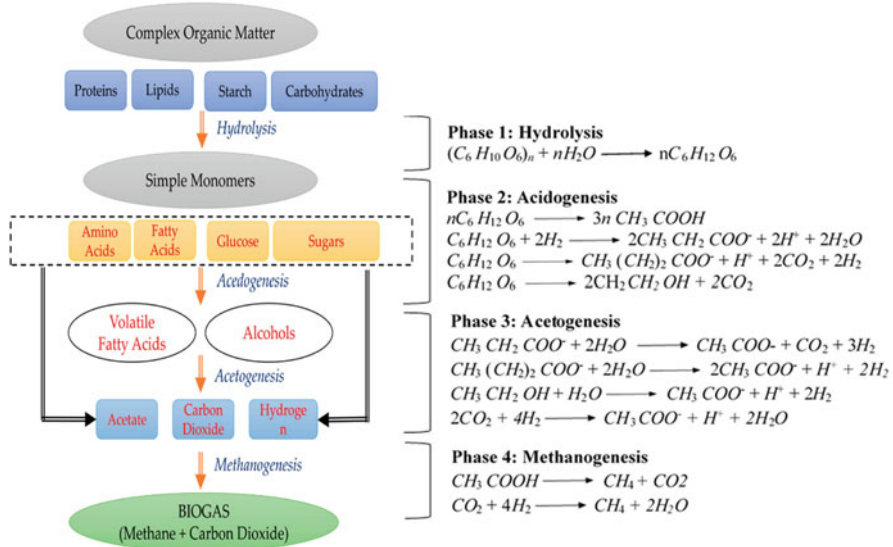 Complex Organic Matter
Proteins
Lipids
Starch
Carbohydrates
Hydrolysis
Simple Monomers
Amino
Acids
Fatty
Acids
Glucose
Sugars
Acedogenesis
Volatile
Fatty Acids
Alcohols
Acetogenesis
Acetate
Carbon
Dioxide
Hydroge
n
Methanogenesis
BIOGAS
(Methane + Carbon Dioxide)
Phase 1: Hydrolysis
(C₆ H₁₀ O₆)ₙ + nH₂O ⟶ nC₆ H₁₂ O₆
Phase 2: Acidogenesis
nC₆ H₁₂ O₆ ⟶ 3n CH₃ COOH
C₆ H₁₂ O₆ + 2H₂ ⟶ 2CH₃ CH₂ COO⁻ + 2H⁺ + 2H₂O
C₆ H₁₂ O₆ ⟶ CH₃ (CH₂)₂ COO⁻ + H⁺ + 2CO₂ + 2H₂
C₆ H₁₂ O₆ ⟶ 2CH₂ CH₂ OH + 2CO₂
Phase 3: Acetogenesis
CH₃ CH₂ COO⁻ + 2H₂O ⟶ CH₃ COO- + CO₂ + 3H₂
CH₃ (CH₂)₂ COO⁻ + 2H₂O ⟶ 2CH₃ COO⁻ + H⁺ + 2H₂
CH₃ CH₂ OH + H₂O ⟶ CH₃ COO⁻ + H⁺ + 2H₂
2CO₂ + 4H₂ ⟶ CH₃ COO⁻ + H⁺ + 2H₂O
Phase 4: Methanogenesis
CH₃ COOH ⟶ CH₄ + CO2
CO₂ + 4H₂ ⟶ CH₄ + 2H₂O